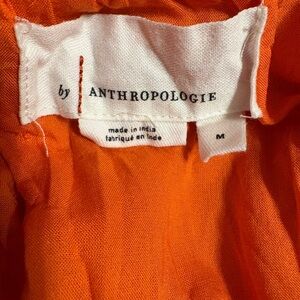 by ANTHROPOLOGIE
made in india
fabriqué en Inde
M